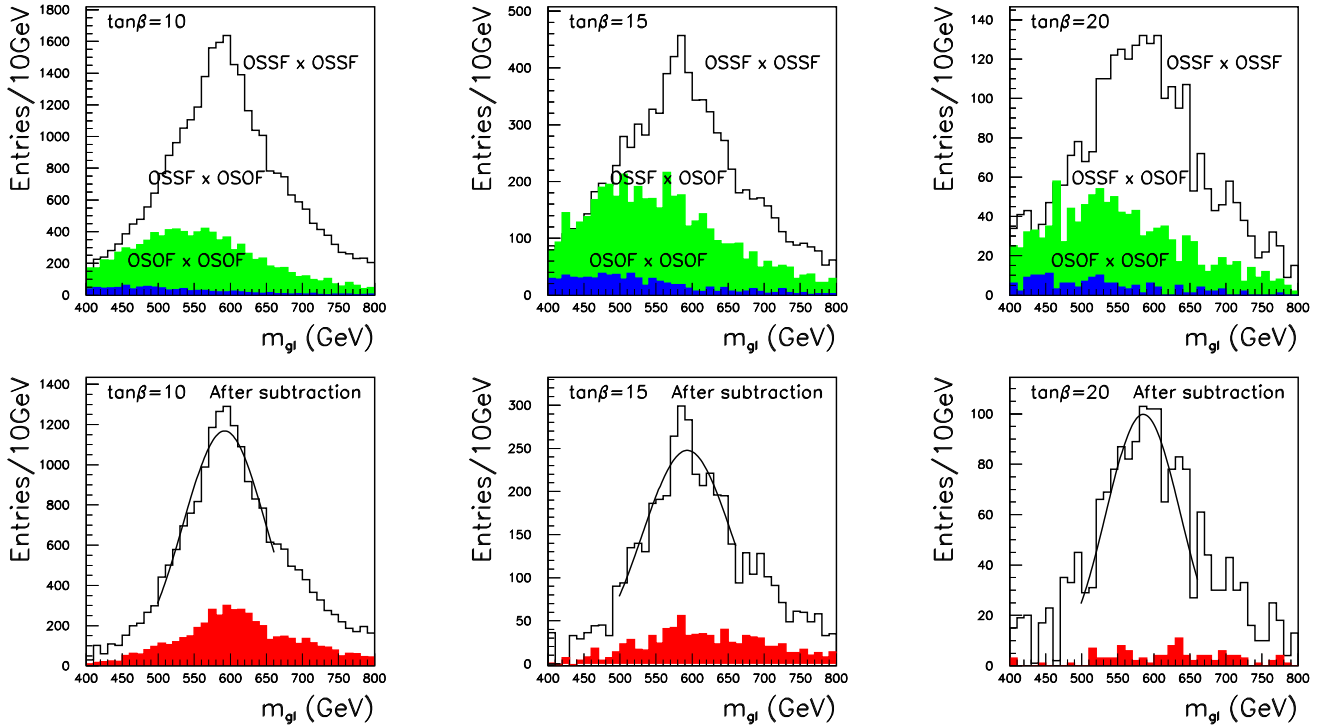 Entries/10GeV
tanβ=10
OSSF x OSSF
OSSF x OSOF
OSOF x OSOF
1800
1600
1400
1200
1000
800
600
400
200
0
400 450 500 550 600 650 700 750 800
m_gl (GeV)
Entries/10GeV
tanβ=15
OSSF x OSSF
OSSF x OSOF
OSOF x OSOF
500
400
300
200
100
0
400 450 500 550 600 650 700 750 800
m_gl (GeV)
Entries/10GeV
tanβ=20
OSSF x OSSF
OSSF x OSOF
OSOF x OSOF
140
120
100
80
60
40
20
0
400 450 500 550 600 650 700 750 800
m_gl (GeV)
Entries/10GeV
tanβ=10 After subtraction
1400
1200
1000
800
600
400
200
0
400 450 500 550 600 650 700 750 800
m_gl (GeV)
Entries/10GeV
tanβ=15 After subtraction
300
250
200
150
100
50
0
400 450 500 550 600 650 700 750 800
m_gl (GeV)
Entries/10GeV
tanβ=20 After subtraction
100
80
60
40
20
0
400 450 500 550 600 650 700 750 800
m_gl (GeV)